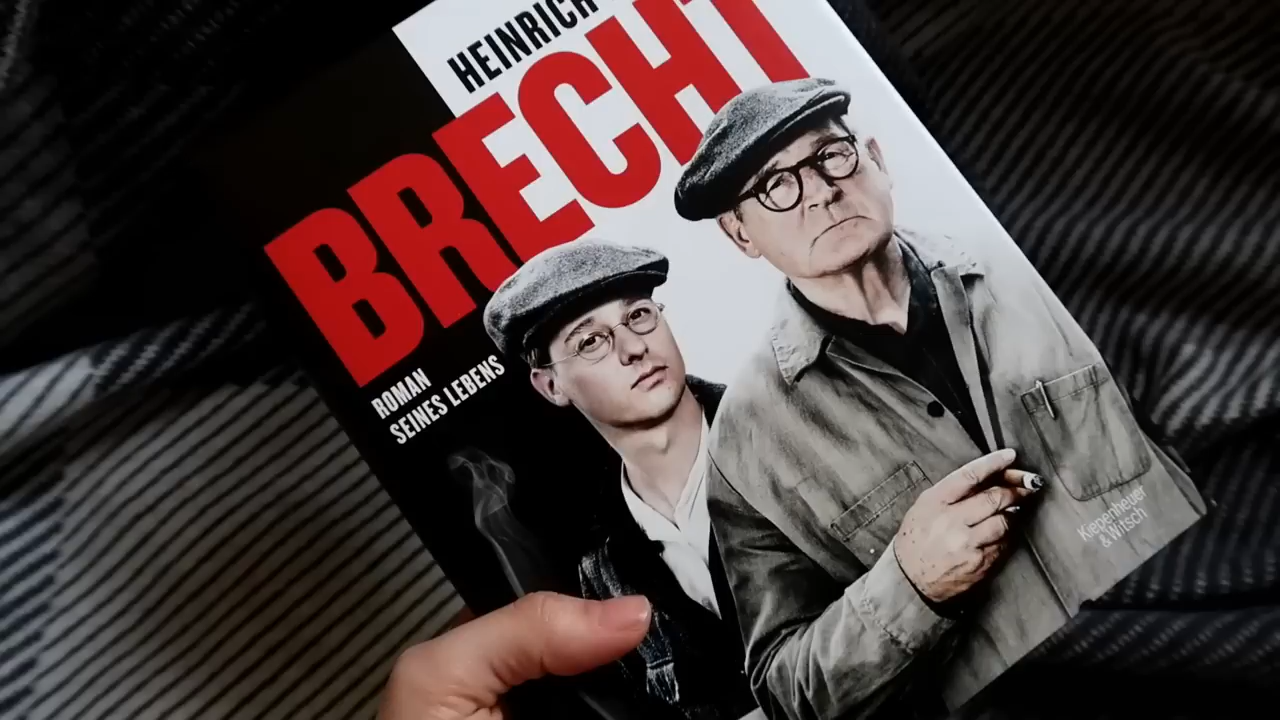 HEINRICH
BRECHT
ROMAN
SEINES LEBENS
Kiepenheuer
&Witsch